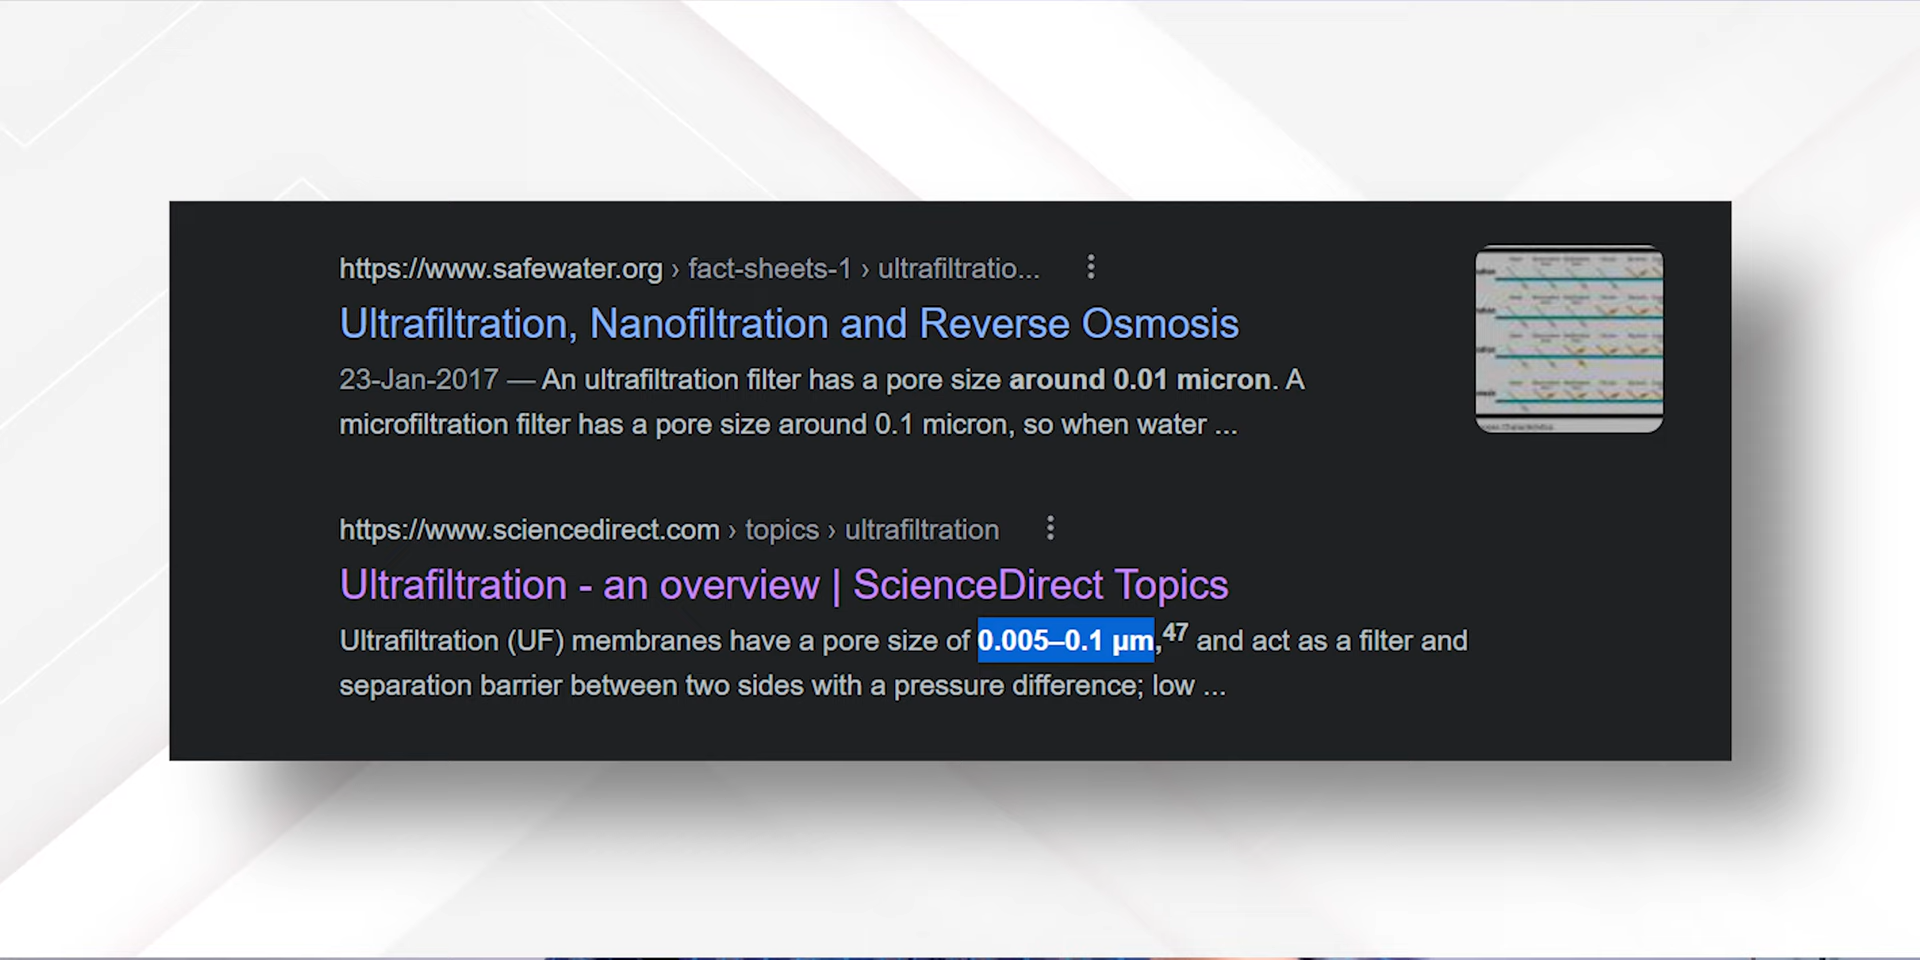 https://www.safewater.org › fact-sheets-1 › ultrafiltratio...
Ultrafiltration, Nanofiltration and Reverse Osmosis
23-Jan-2017 — An ultrafiltration filter has a pore size around 0.01 micron. A
microfiltration filter has a pore size around 0.1 micron, so when water ...
https://www.sciencedirect.com › topics › ultrafiltration
Ultrafiltration - an overview | ScienceDirect Topics
Ultrafiltration (UF) membranes have a pore size of 0.005–0.1 µm,47 and act as a filter and
separation barrier between two sides with a pressure difference; low ...